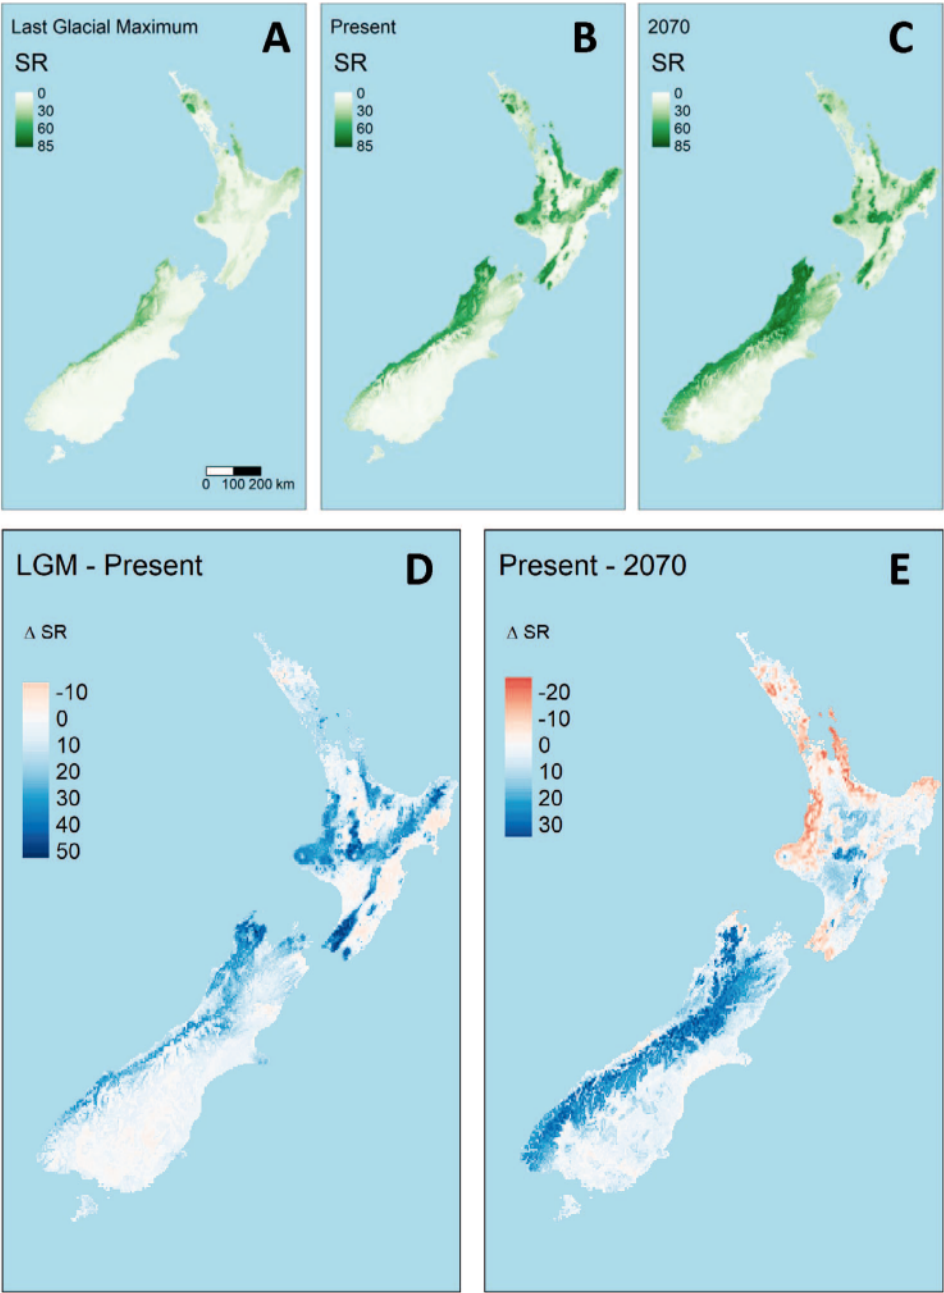 Last Glacial Maximum
A
SR
0
30
60
85
0 100 200 km
Present
B
SR
0
30
60
85
2070
C
SR
0
30
60
85
LGM - Present
D
Δ SR
-10
0
10
20
30
40
50
Present - 2070
E
Δ SR
-20
-10
0
10
20
30